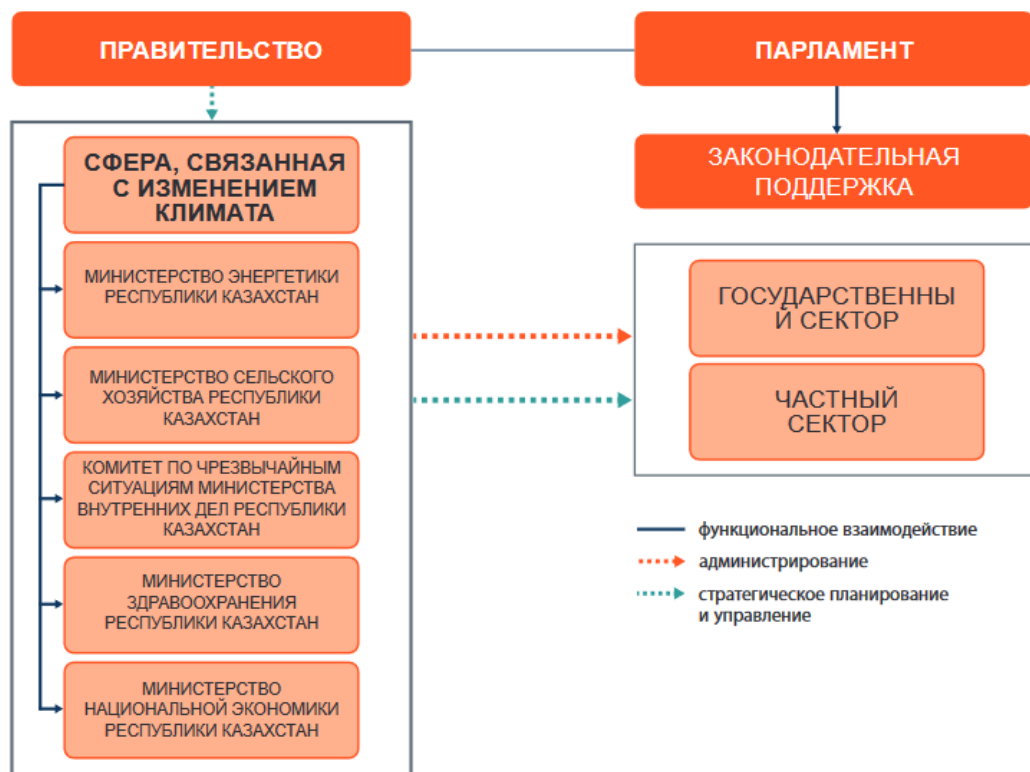 ПРАВИТЕЛЬСТВО
ПАРЛАМЕНТ
СФЕРА, СВЯЗАННАЯ
С ИЗМЕНЕНИЕМ
КЛИМАТА
МИНИСТЕРСТВО ЭНЕРГЕТИКИ
РЕСПУБЛИКИ КАЗАХСТАН
МИНИСТЕРСТВО СЕЛЬСКОГО
ХОЗЯЙСТВА РЕСПУБЛИКИ
КАЗАХСТАН
КОМИТЕТ ПО ЧРЕЗВЫЧАЙНЫМ
СИТУАЦИЯМ МИНИСТЕРСТВА
ВНУТРЕННИХ ДЕЛ РЕСПУБЛИКИ
КАЗАХСТАН
МИНИСТЕРСТВО
ЗДРАВООХРАНЕНИЯ
РЕСПУБЛИКИ КАЗАХСТАН
МИНИСТЕРСТВО
НАЦИОНАЛЬНОЙ ЭКОНОМИКИ
РЕСПУБЛИКИ КАЗАХСТАН
ЗАКОНОДАТЕЛЬНАЯ
ПОДДЕРЖКА
ГОСУДАРСТВЕННЫ
Й СЕКТОР
ЧАСТНЫЙ
СЕКТОР
функциональное взаимодействие
администрирование
стратегическое планирование
и управление